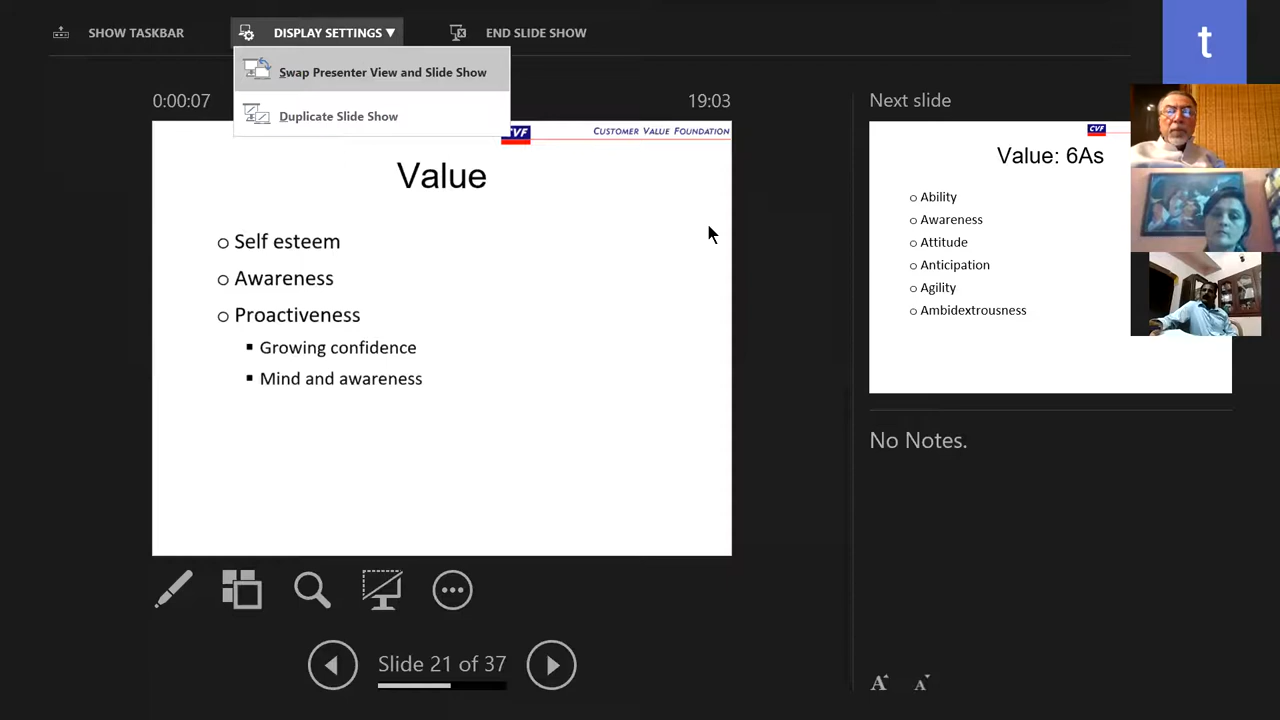 SHOW TASKBAR
DISPLAY SETTINGS ▼
END SLIDE SHOW
t
Swap Presenter View and Slide Show
Duplicate Slide Show
0:00:07
19:03
CVF
CUSTOMER VALUE FOUNDATION
Value
o Self esteem
o Awareness
o Proactiveness
▪ Growing confidence
▪ Mind and awareness
Slide 21 of 37
Next slide
CVF
Value: 6As
o Ability
o Awareness
o Attitude
o Anticipation
o Agility
o Ambidextrousness
No Notes.
A A